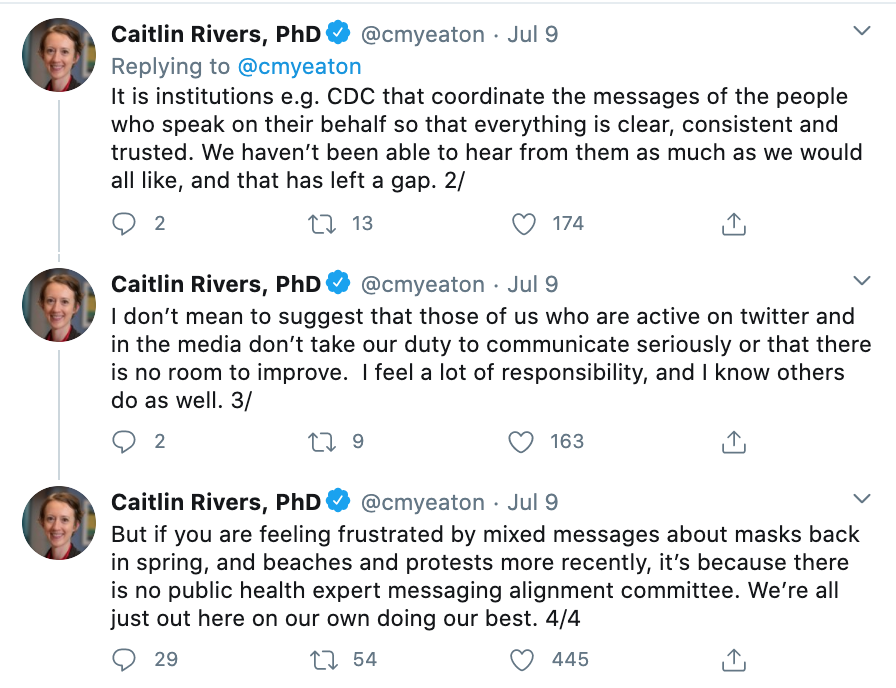 Caitlin Rivers, PhD @cmyeaton · Jul 9
Replying to @cmyeaton
It is institutions e.g. CDC that coordinate the messages of the people
who speak on their behalf so that everything is clear, consistent and
trusted. We haven’t been able to hear from them as much as we would
all like, and that has left a gap. 2/
2 13 174
Caitlin Rivers, PhD @cmyeaton · Jul 9
I don’t mean to suggest that those of us who are active on twitter and
in the media don’t take our duty to communicate seriously or that there
is no room to improve.  I feel a lot of responsibility, and I know others
do as well. 3/
2 9 163
Caitlin Rivers, PhD @cmyeaton · Jul 9
But if you are feeling frustrated by mixed messages about masks back
in spring, and beaches and protests more recently, it’s because there
is no public health expert messaging alignment committee. We’re all
just out here on our own doing our best. 4/4
29 54 445